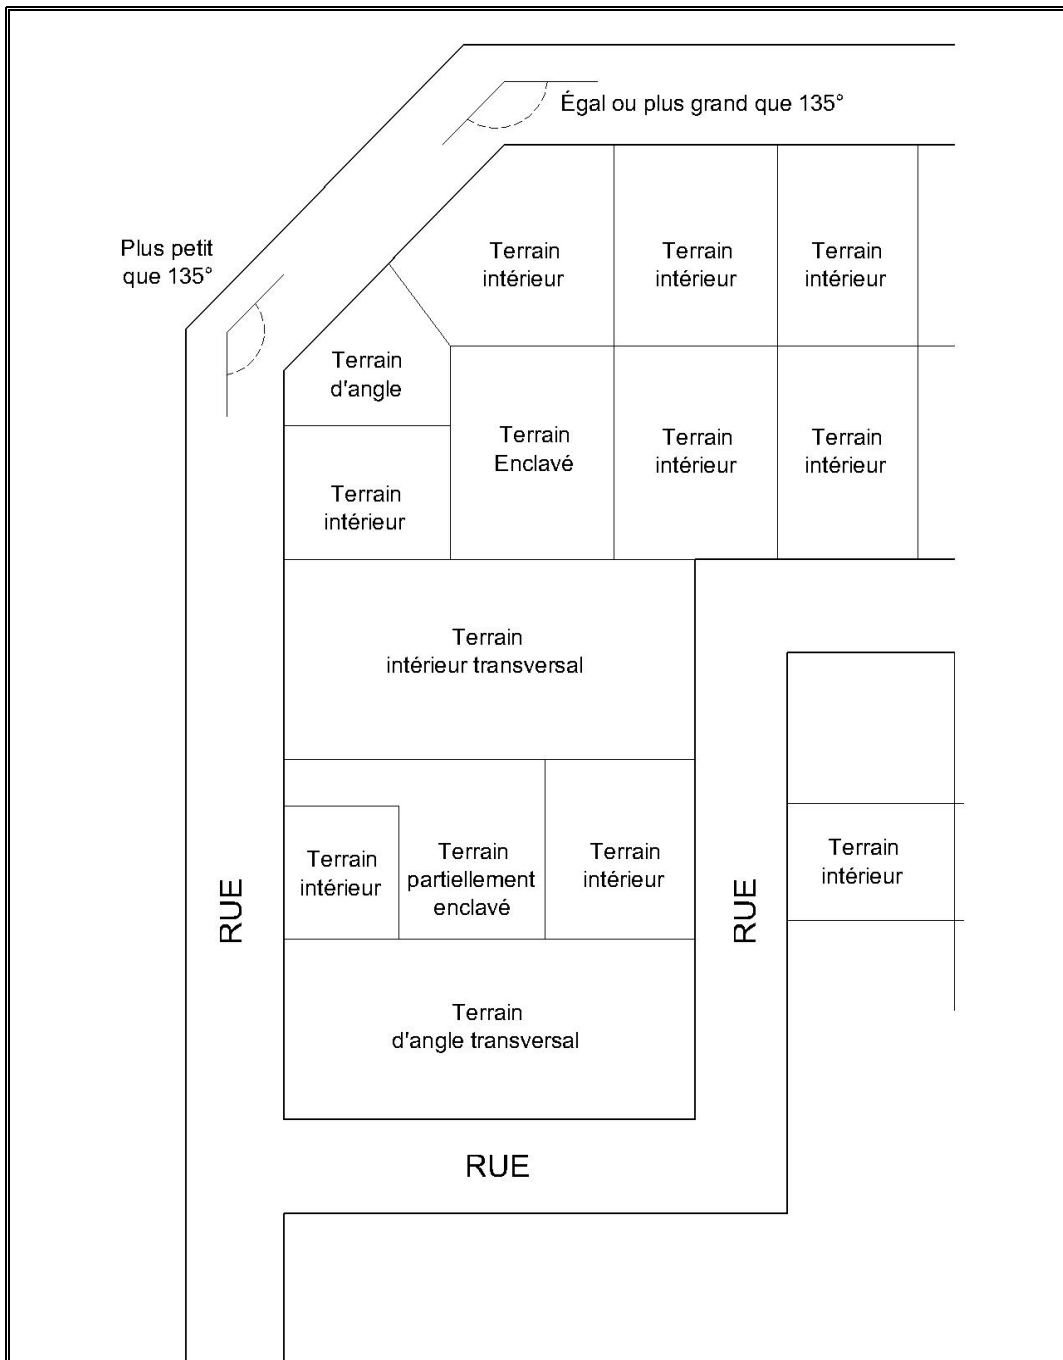 Égal ou plus grand que 135°
Plus petit
que 135°
Terrain
intérieur
Terrain
intérieur
Terrain
intérieur
Terrain
d'angle
Terrain
Enclavé
Terrain
intérieur
Terrain
intérieur
Terrain
intérieur
Terrain
intérieur transversal
Terrain
intérieur
Terrain
partiellement
enclavé
Terrain
intérieur
Terrain
intérieur
RUE
RUE
Terrain
d'angle transversal
RUE